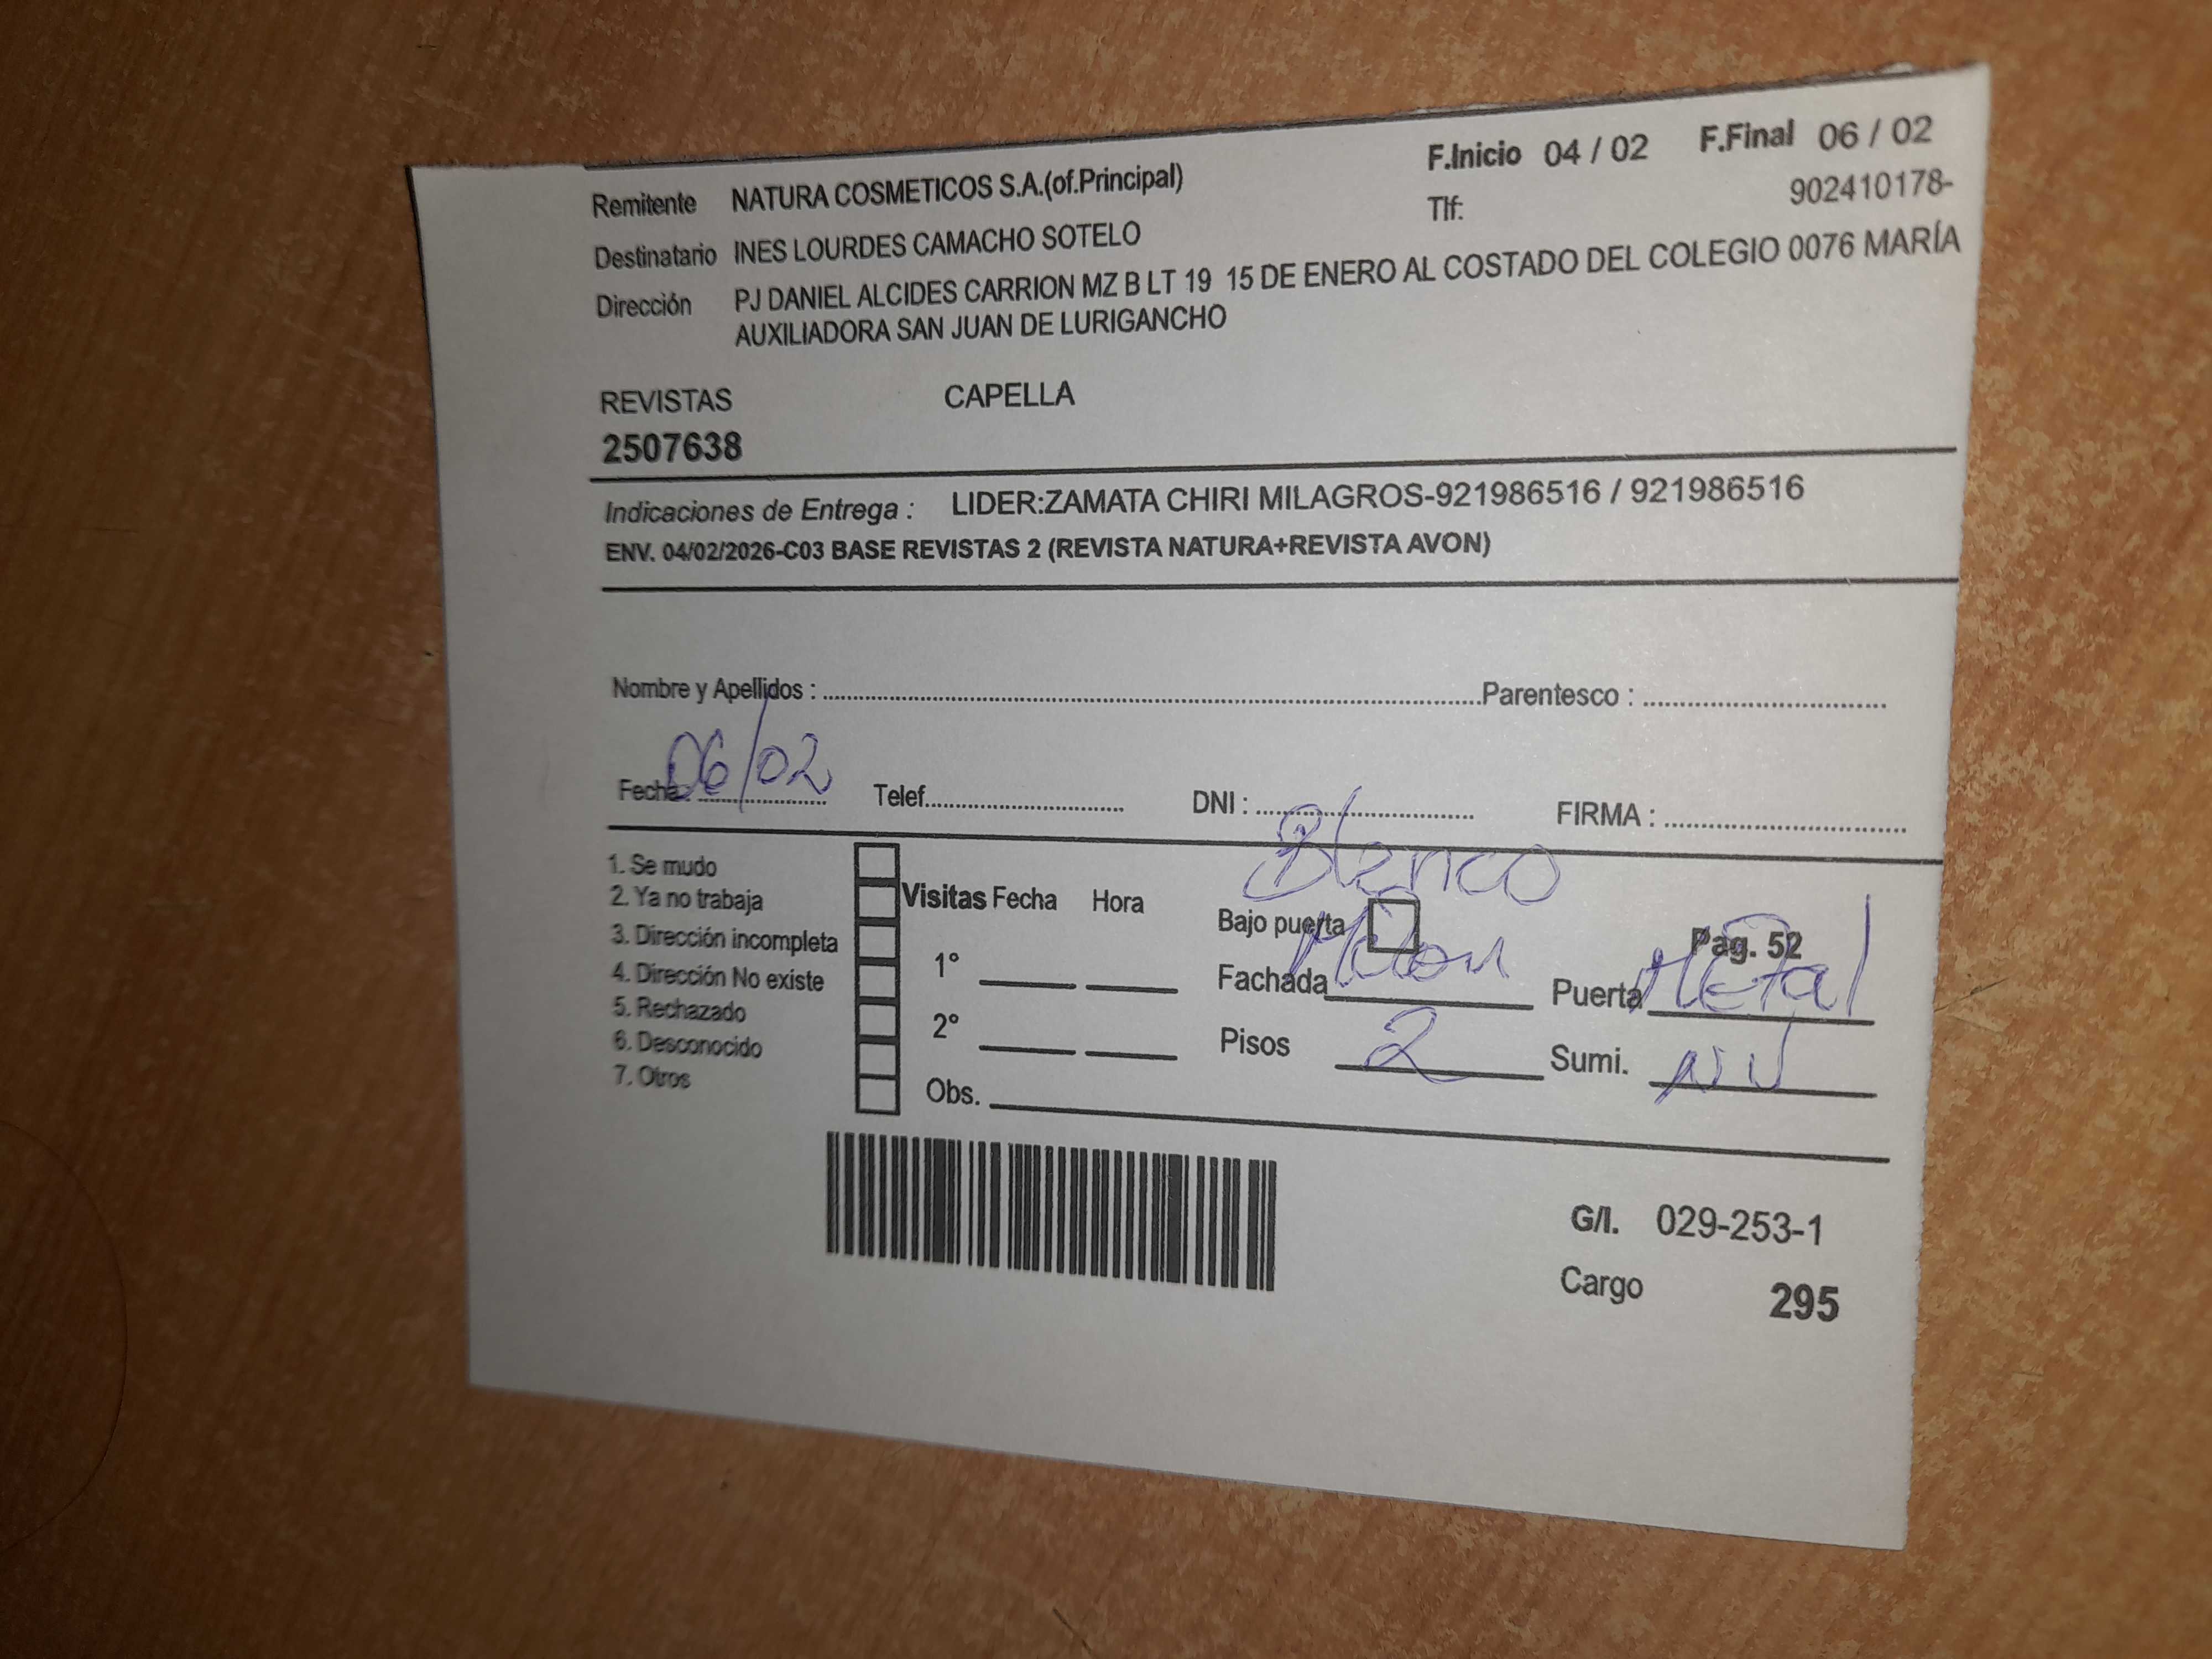 F.Inicio 04 / 02 F.Final 06 / 02
Remitente NATURA COSMETICOS S.A.(of.Principal)
Tlf: 902410178-
Destinatario INES LOURDES CAMACHO SOTELO
Dirección PJ DANIEL ALCIDES CARRION MZ B LT 19 15 DE ENERO AL COSTADO DEL COLEGIO 0076 MARÍA
AUXILIADORA SAN JUAN DE LURIGANCHO
REVISTAS CAPELLA
2507638
Indicaciones de Entrega : LIDER:ZAMATA CHIRI MILAGROS-921986516 / 921986516
ENV. 04/02/2026-C03 BASE REVISTAS 2 (REVISTA NATURA+REVISTA AVON)
Nombre y Apellidos : Parentesco :
Fecha: 06/02 Telef. DNI : FIRMA :
Blanco
1. Se mudo
2. Ya no trabaja
3. Dirección incompleta
4. Dirección No existe
5. Rechazado
6. Desconocido
7. Otros
Visitas Fecha Hora
1°
2°
Obs.
Bajo puerta Pag. 52
Fachada Melon Puerta Metal
Pisos 2 Sumi.
G/I. 029-253-1
Cargo 295